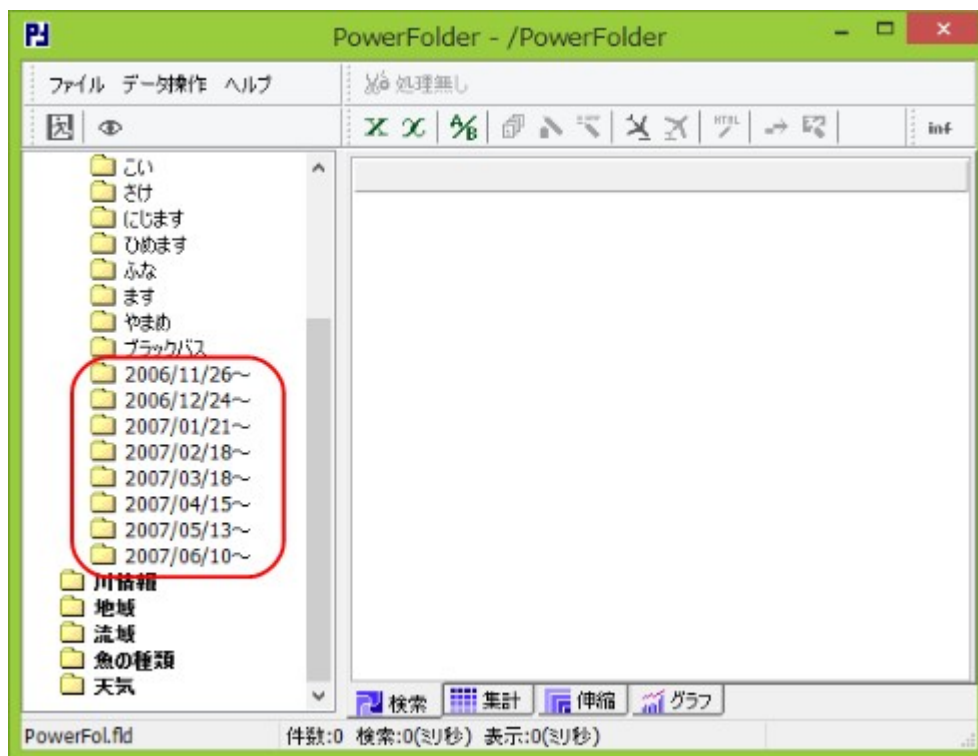 PowerFolder - /PowerFolder
ファイル データ操作 ヘルプ
処理無し
A/B
HTML
inf
こい
さけ
にじます
ひめます
ふな
ます
やまめ
ブラックバス
2006/11/26～
2006/12/24～
2007/01/21～
2007/02/18～
2007/03/18～
2007/04/15～
2007/05/13～
2007/06/10～
川情報
地域
流域
魚の種類
天気
検索 集計 伸縮 グラフ
PowerFol.fld 件数:0 検索:0(ミリ秒) 表示:0(ミリ秒)